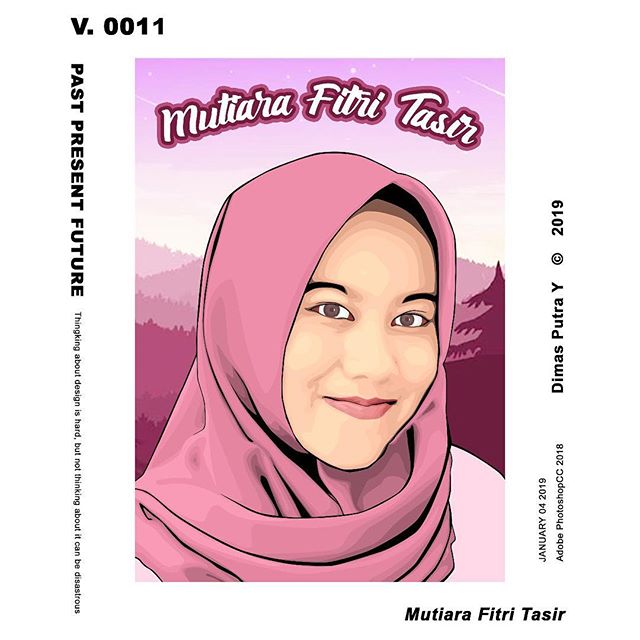 V. 0011
PAST PRESENT FUTURE
Thingking about design is hard, but not thinking about it can be disastrous
Mutiara Fitri Tasir
Dimas Putra Y © 2019
JANUARY 04 2019
Adobe PhotoshopCC 2018
Mutiara Fitri Tasir